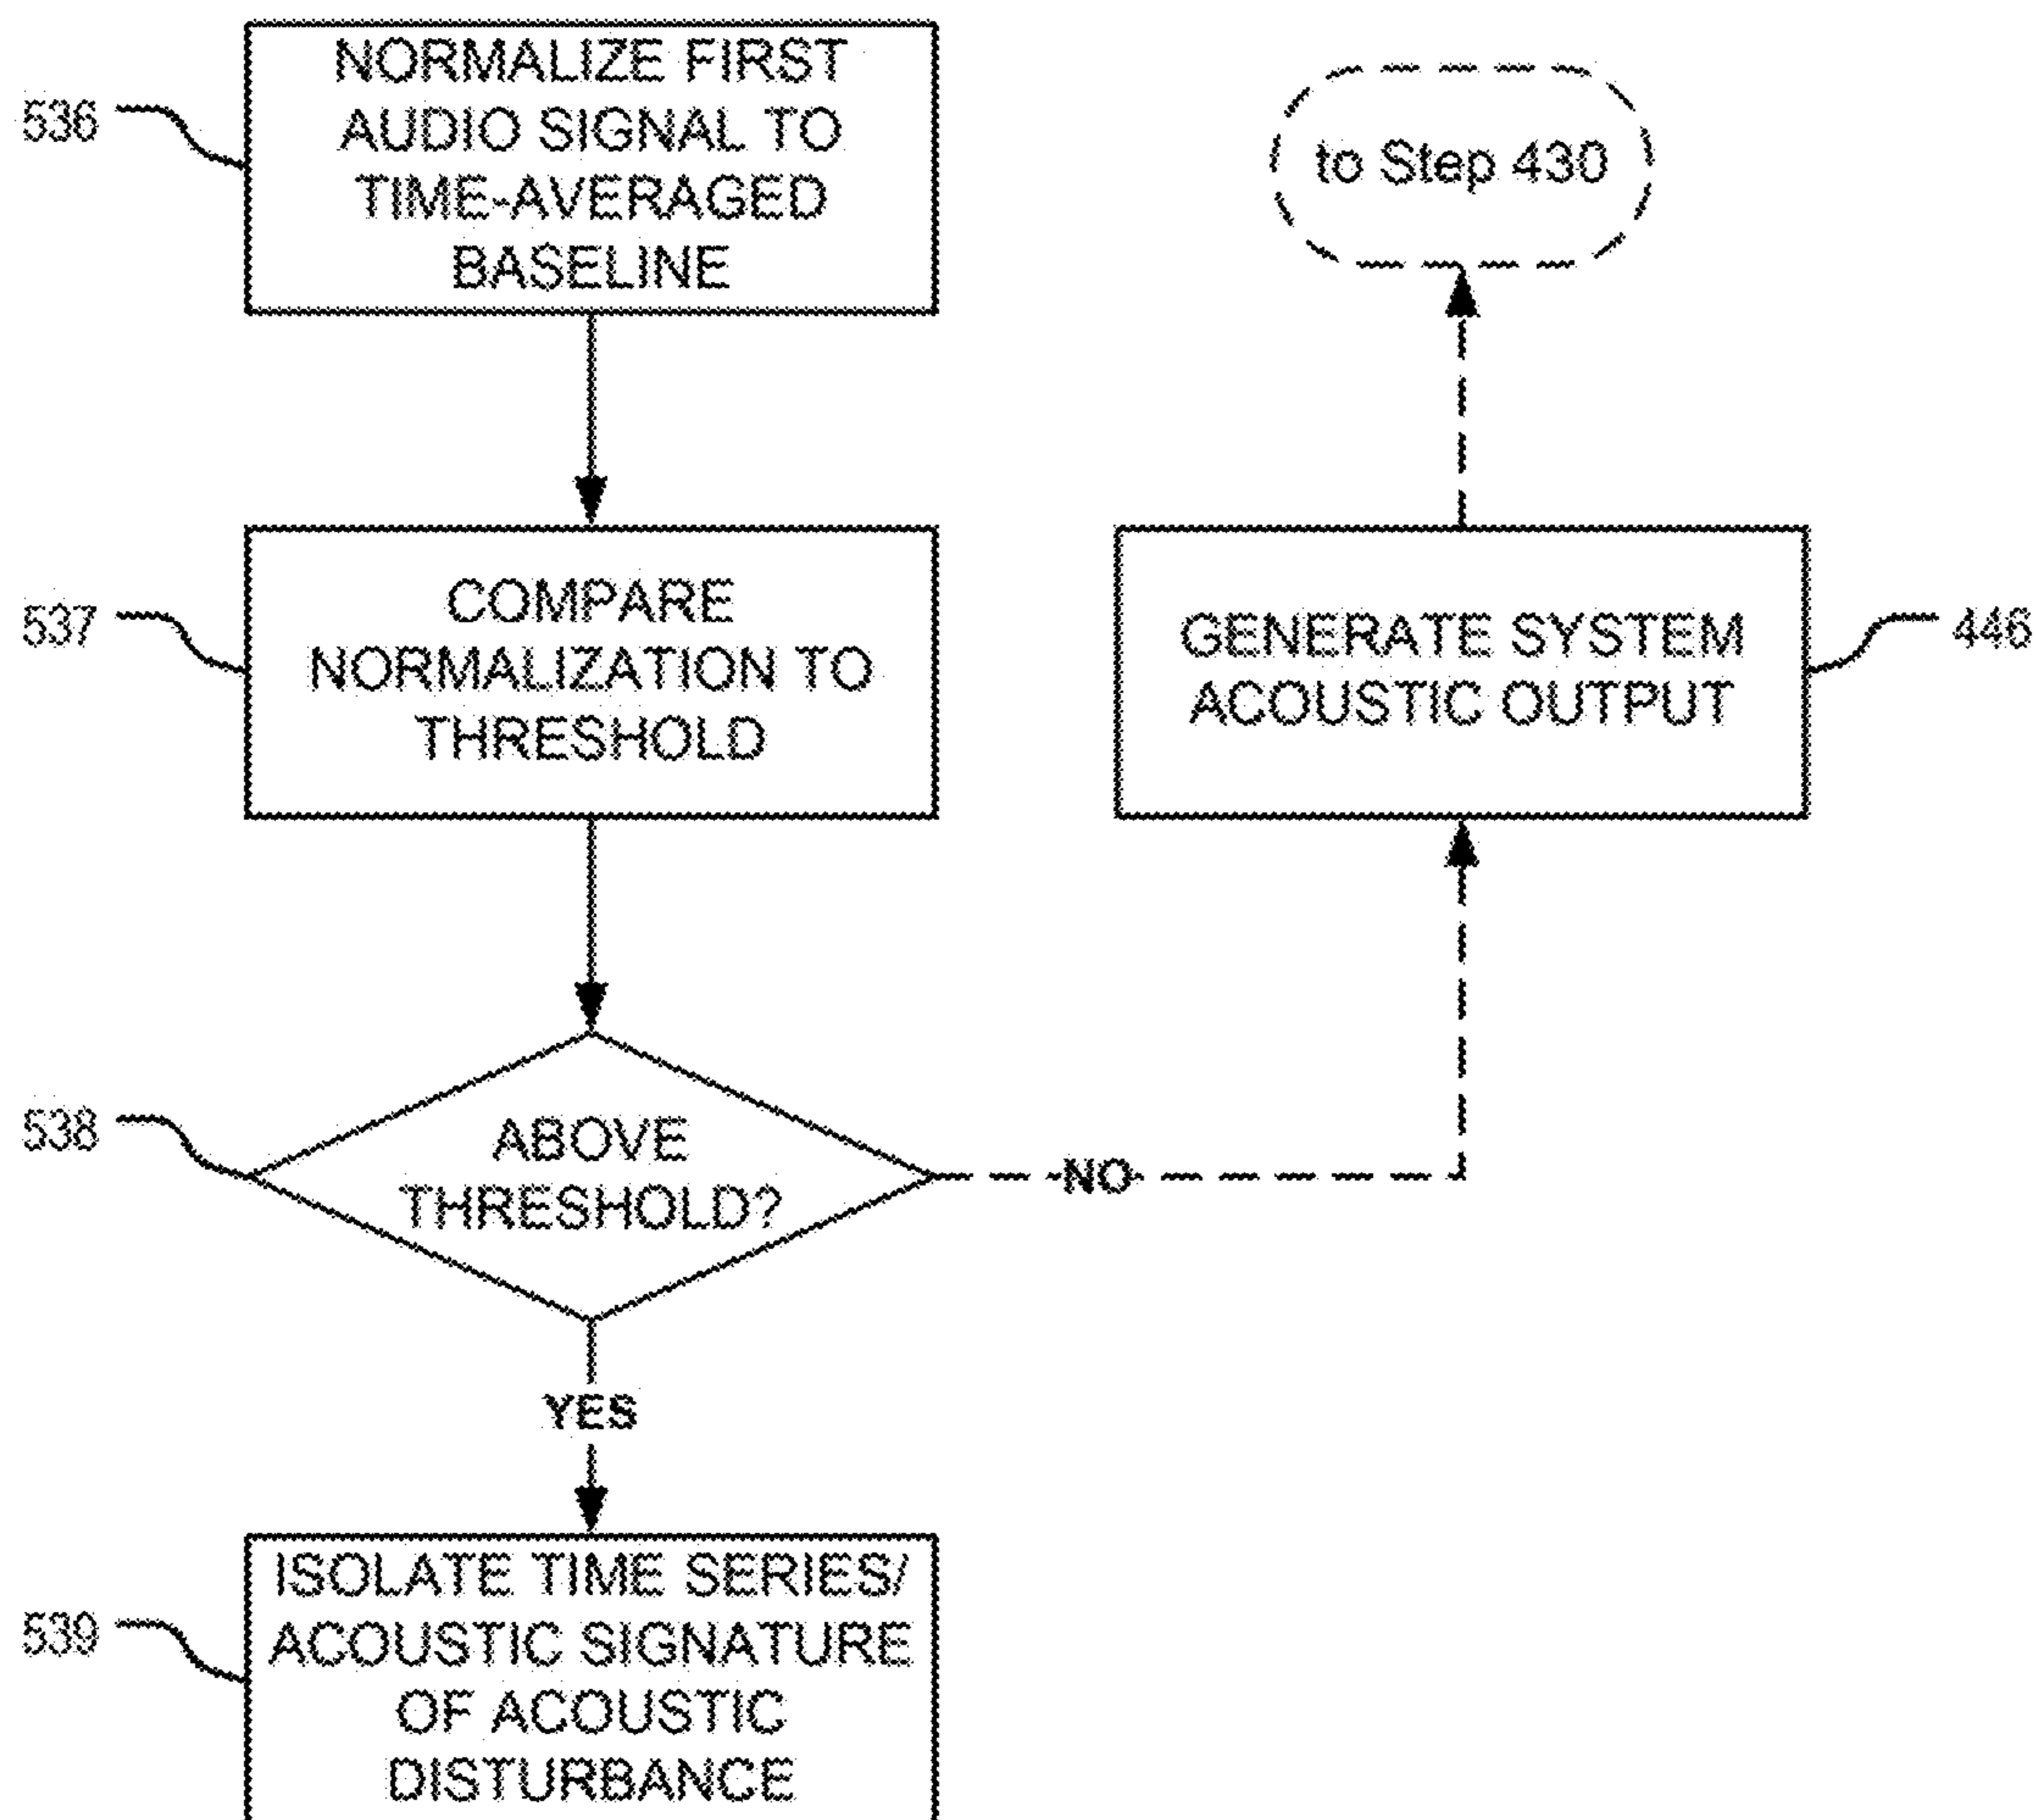 536
NORMALIZE FIRST
AUDIO SIGNAL TO
TIME-AVERAGED
BASELINE
to Step 430
537
COMPARE
NORMALIZATION TO
THRESHOLD
GENERATE SYSTEM
ACOUSTIC OUTPUT
446
538
ABOVE
THRESHOLD?
NO
YES
539
ISOLATE TIME SERIES/
ACOUSTIC SIGNATURE
OF ACOUSTIC
DISTURBANCE